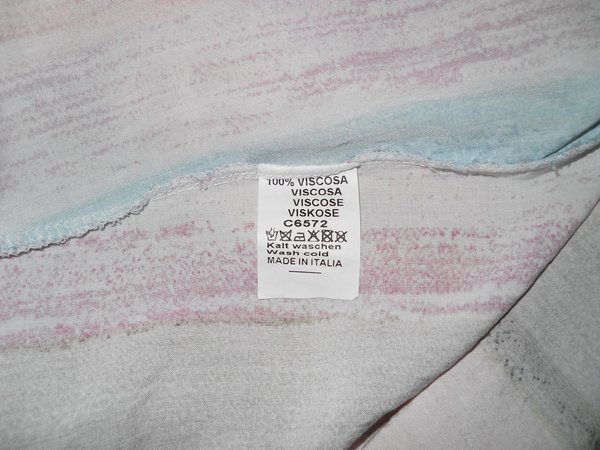 100% VISCOSA
VISCOSA
VISCOSE
VISKOSE
C6572
Kalt waschen
Wash cold
MADE IN ITALIA